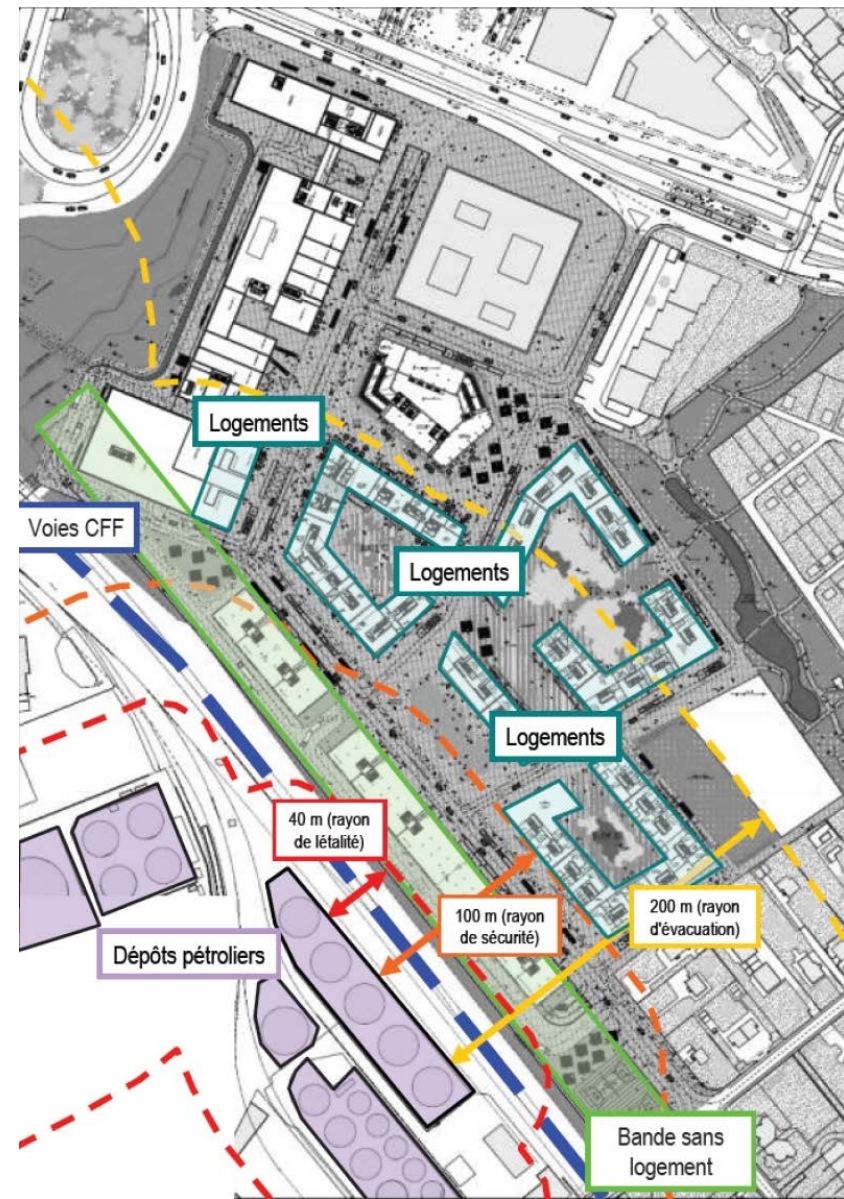 Logements
Voies CFF
Logements
Logements
40 m (rayon
de létalité)
100 m (rayon
de sécurité)
200 m (rayon
d'évacuation)
Dépôts pétroliers
Bande sans
logement